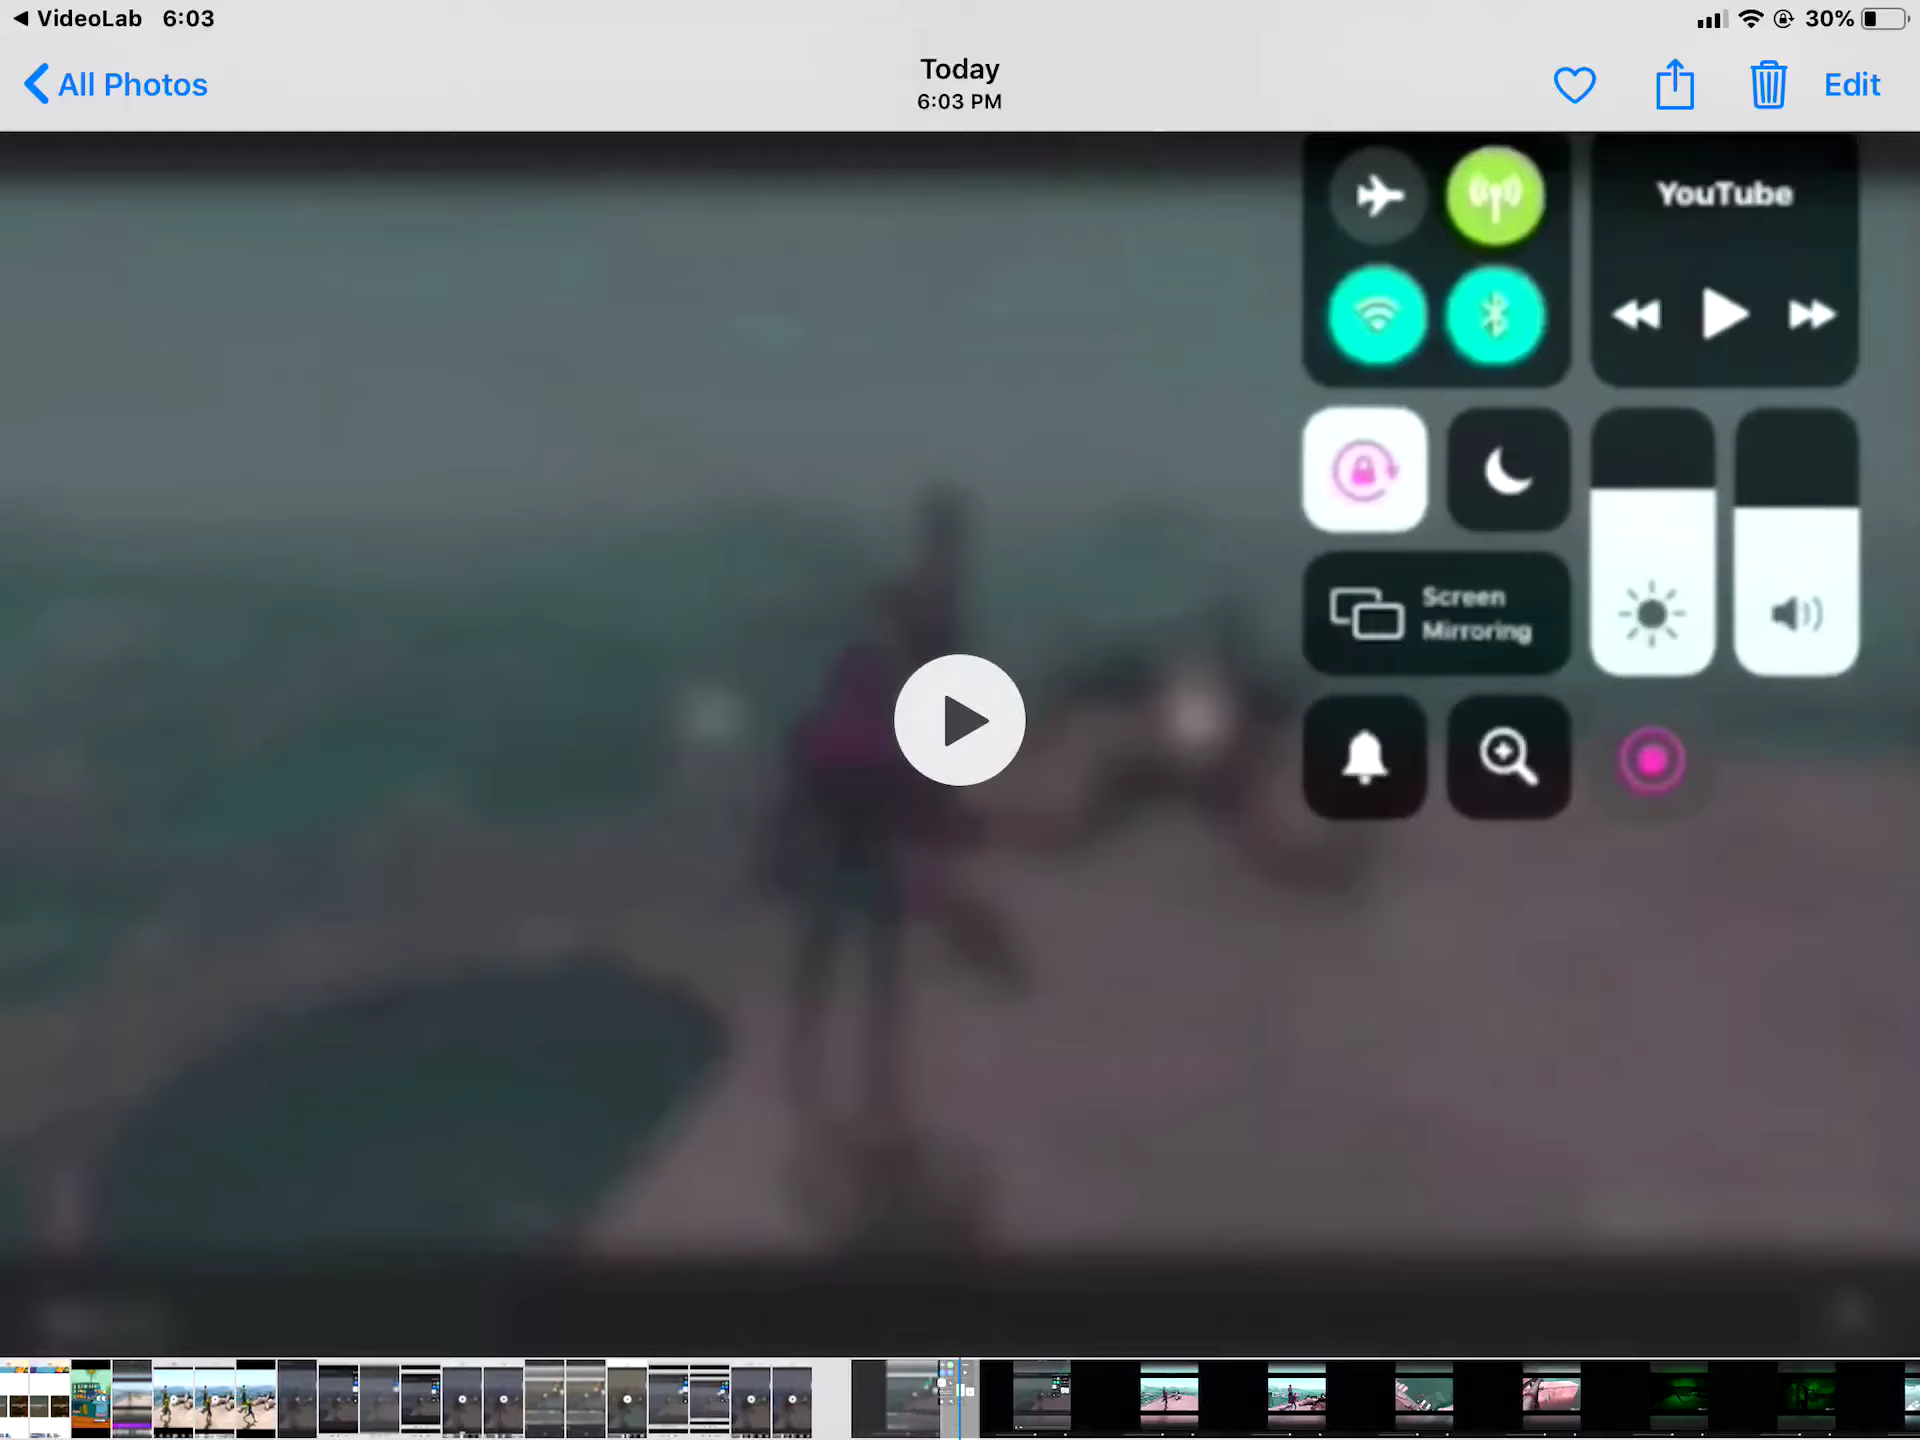 VideoLab 6:03
30%
All Photos
Today
6:03 PM
Edit
YouTube
Screen
Mirroring